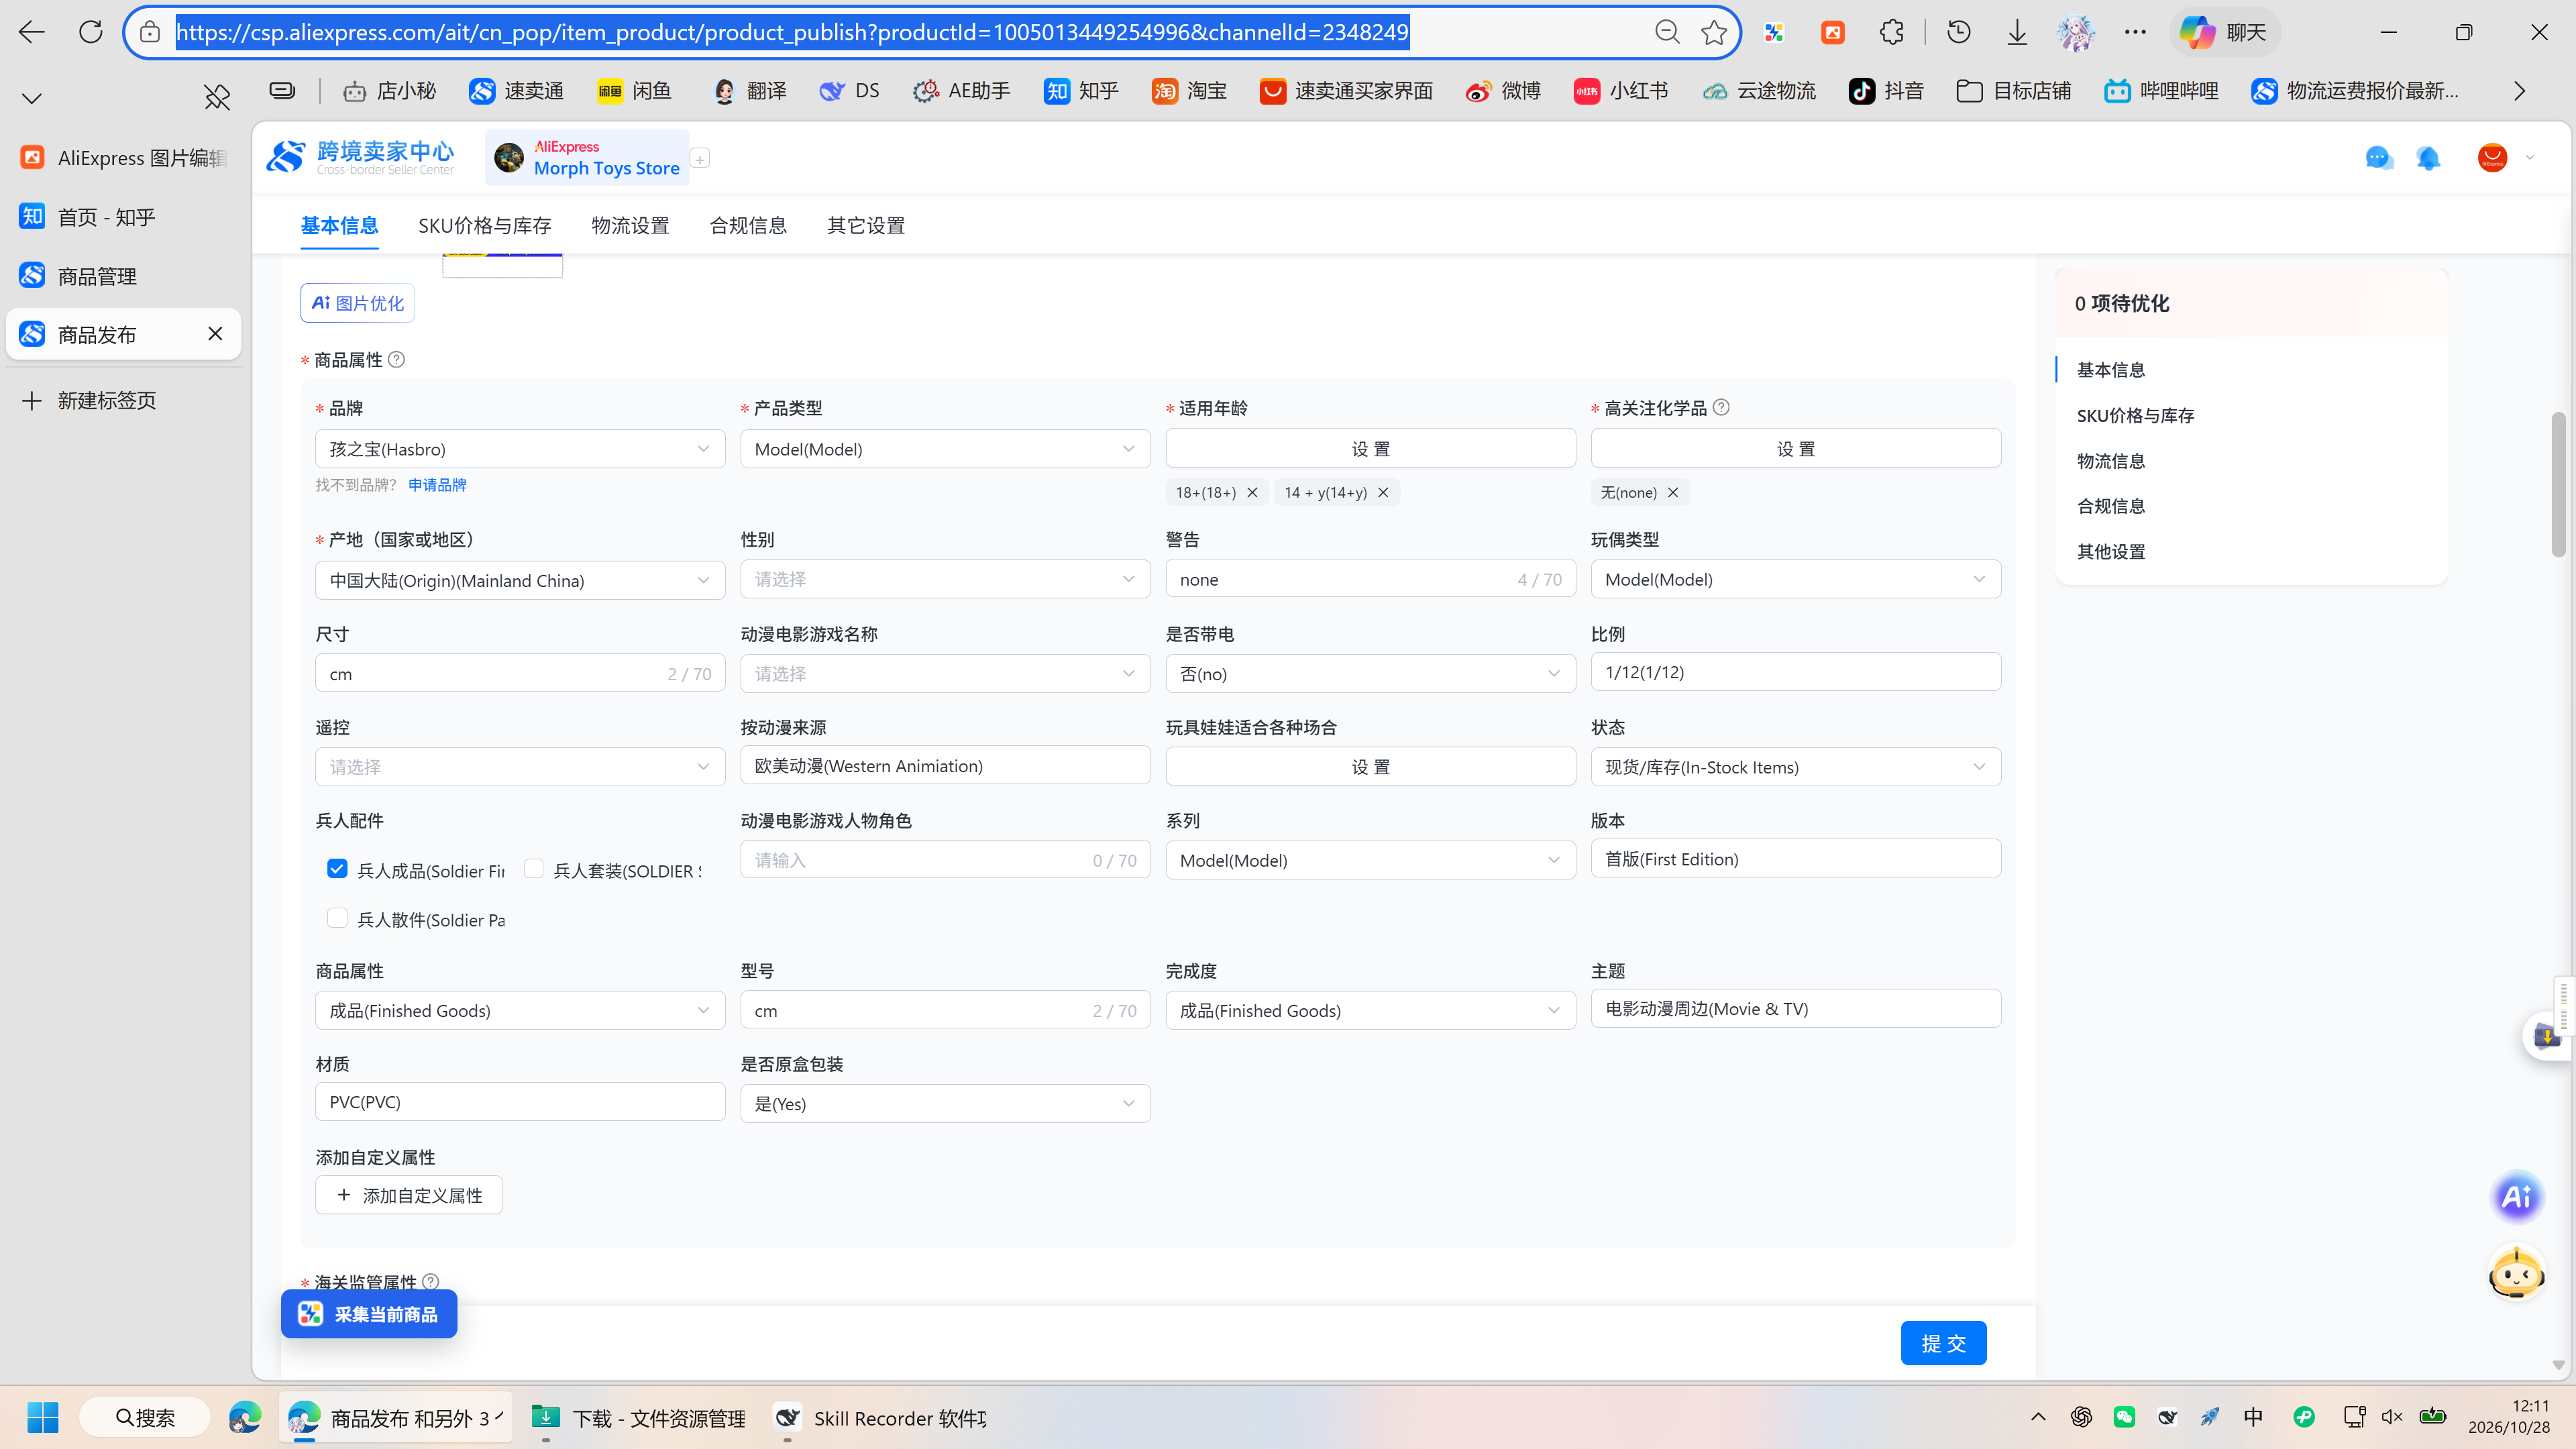 https://csp.aliexpress.com/ait/cn_pop/item_product/product_publish?productId=1005013449254996&channelId=2348249
聊天
店小秘 速卖通 闲鱼 翻译 DS AE助手 知乎 淘宝 速卖通买家界面 微博 小红书 云途物流 抖音 目标店铺 哔哩哔哩 物流运费报价最新...
AliExpress 图片编辑
首页 - 知乎
商品管理
商品发布
新建标签页
跨境卖家中心
Cross-border Seller Center
AliExpress
Morph Toys Store
基本信息 SKU价格与库存 物流设置 合规信息 其它设置
Ai 图片优化
* 商品属性
* 品牌 * 产品类型 * 适用年龄 * 高关注化学品
孩之宝(Hasbro) Model(Model) 设 置 设 置
找不到品牌? 申请品牌 18+(18+) 14 + y(14+y) 无(none)
* 产地（国家或地区） 性别 警告 玩偶类型
中国大陆(Origin)(Mainland China) 请选择 none 4 / 70 Model(Model)
尺寸 动漫电影游戏名称 是否带电 比例
cm 2 / 70 请选择 否(no) 1/12(1/12)
遥控 按动漫来源 玩具娃娃适合各种场合 状态
请选择 欧美动漫(Western Animiation) 设 置 现货/库存(In-Stock Items)
兵人配件 动漫电影游戏人物角色 系列 版本
兵人成品(Soldier Fir 兵人套装(SOLDIER 请输入 0 / 70 Model(Model) 首版(First Edition)
兵人散件(Soldier Pa
商品属性 型号 完成度 主题
成品(Finished Goods) cm 2 / 70 成品(Finished Goods) 电影动漫周边(Movie & TV)
材质 是否原盒包装
PVC(PVC) 是(Yes)
添加自定义属性
+ 添加自定义属性
* 海关监管属性
采集当前商品
提 交
0 项待优化
基本信息
SKU价格与库存
物流信息
合规信息
其他设置
Ai
搜索
商品发布 和另外 3
下载 - 文件资源管理
Skill Recorder 软件
中
12:11
2026/10/28